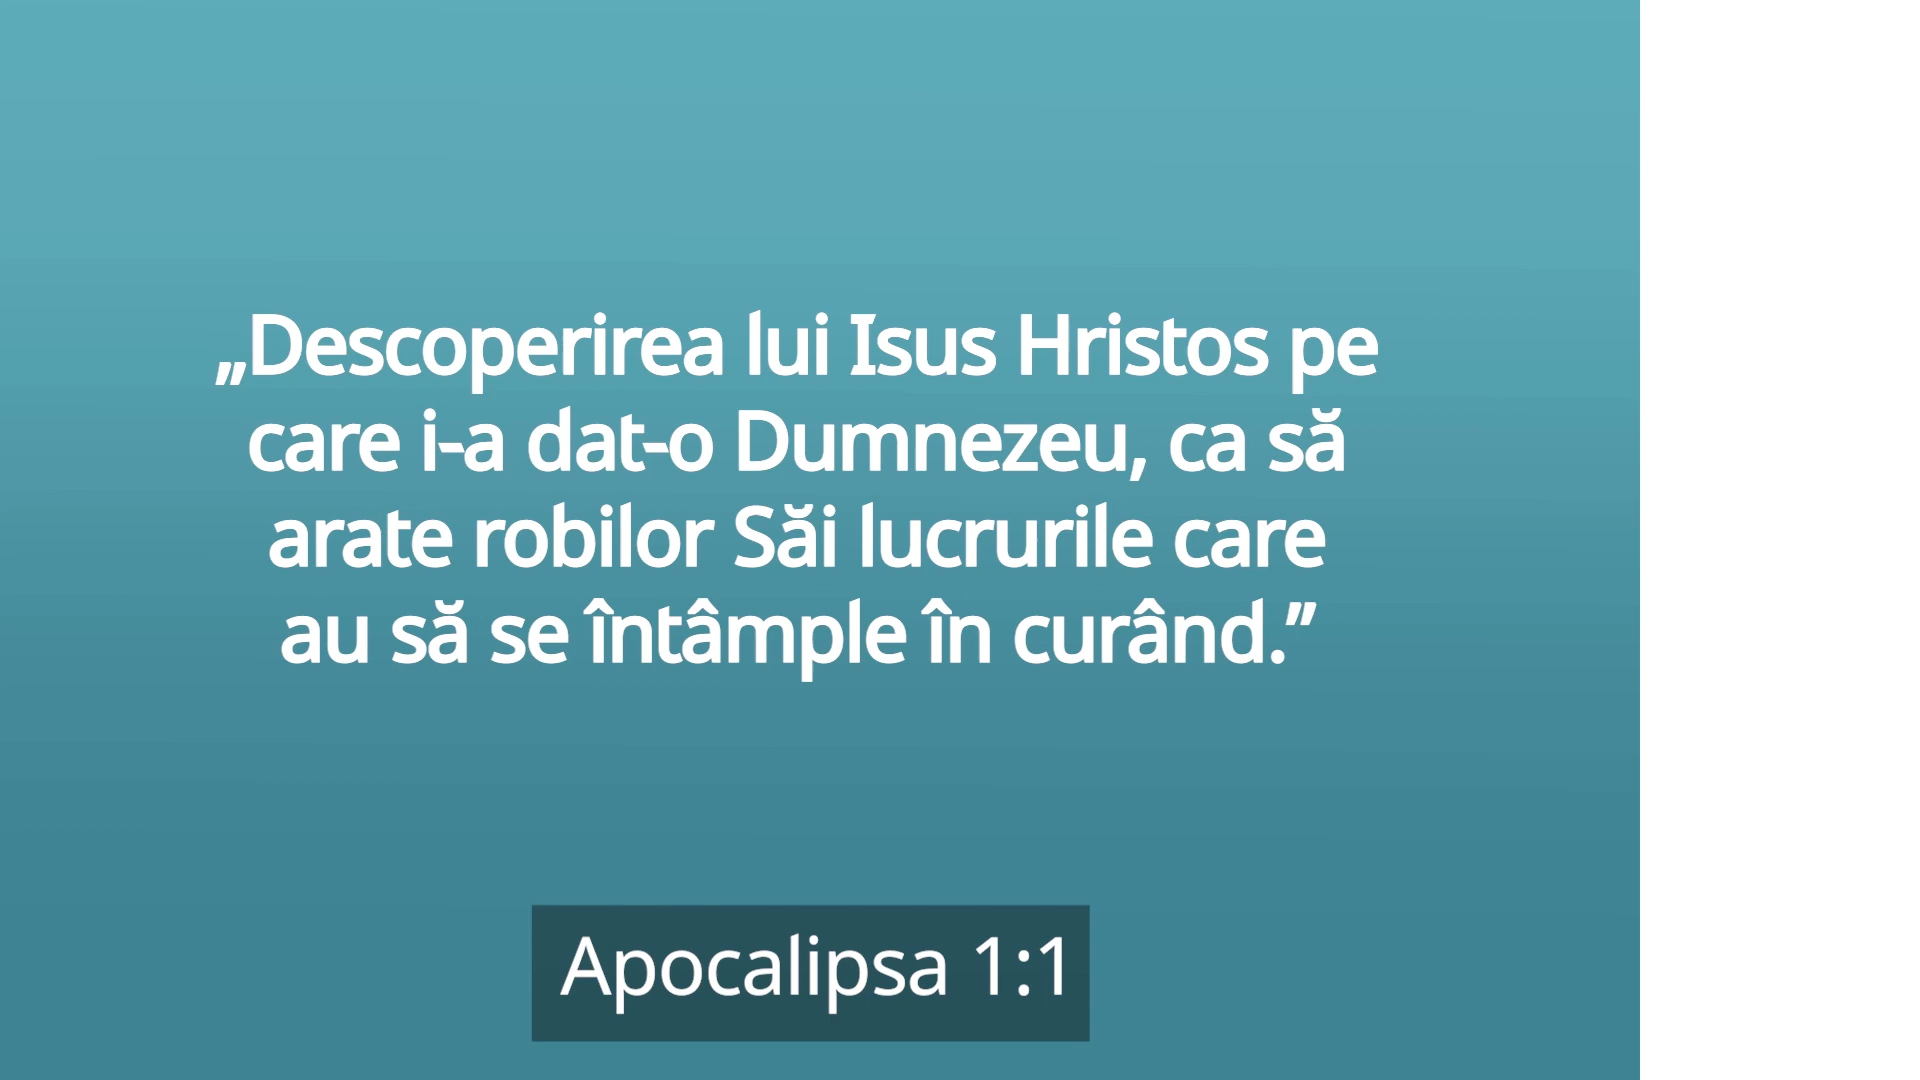 „Descoperirea lui Isus Hristos pe
care i-a dat-o Dumnezeu, ca să
arate robilor Săi lucrurile care
au să se întâmple în curând.”
Apocalipsa 1:1